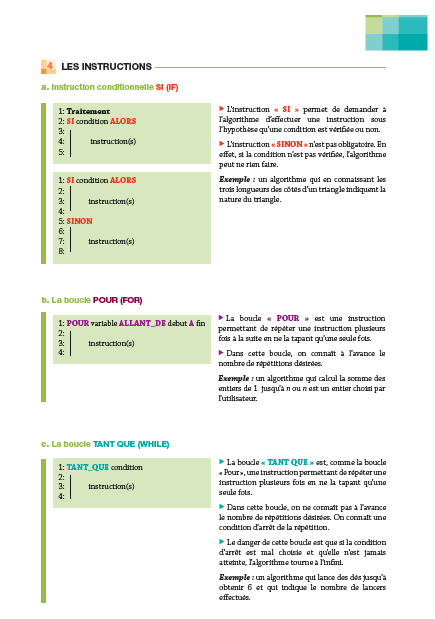 4 LES INSTRUCTIONS
a. Instruction conditionnelle SI (IF)
1: Traitement
2: SI condition ALORS
3:
4: instruction(s)
5:
1: SI condition ALORS
2:
3: instruction(s)
4:
5: SINON
6:
7: instruction(s)
8:
▶ L'instruction « SI » permet de demander à
l'algorithme d'effectuer une instruction sous
l'hypothèse qu'une condition est vérifiée ou non.
▶ L'instruction « SINON » n'est pas obligatoire. En
effet, si la condition n'est pas vérifiée, l'algorithme
peut ne rien faire.
Exemple : un algorithme qui en connaissant les
trois longueurs des côtés d'un triangle indiquent la
nature du triangle.
b. La boucle POUR (FOR)
1: POUR variable ALLANT_DE debut A fin
2:
3: instruction(s)
4:
▶ La boucle « POUR » est une instruction
permettant de répéter une instruction plusieurs
fois à la suite en ne la tapant qu'une seule fois.
▶ Dans cette boucle, on connaît à l'avance le
nombre de répétitions désirées.
Exemple : un algorithme qui calcul la somme des
entiers de 1 jusqu'à n ou n est un entier choisi par
l'utilisateur.
c. La boucle TANT QUE (WHILE)
1: TANT_QUE condition
2:
3: instruction(s)
4:
▶ La boucle « TANT QUE » est, comme la boucle
« Pour », une instruction permettant de répéter une
instruction plusieurs fois en ne la tapant qu'une
seule fois.
▶ Dans cette boucle, on ne connaît pas à l'avance
le nombre de répétitions désirées. On connaît une
condition d'arrêt de la répétition.
▶ Le danger de cette boucle est que si la condition
d'arrêt est mal choisie et qu'elle n'est jamais
atteinte, l'algorithme tourne à l'infini.
Exemple : un algorithme qui lance des dés jusqu'à
obtenir 6 et qui indique le nombre de lancers
effectués.